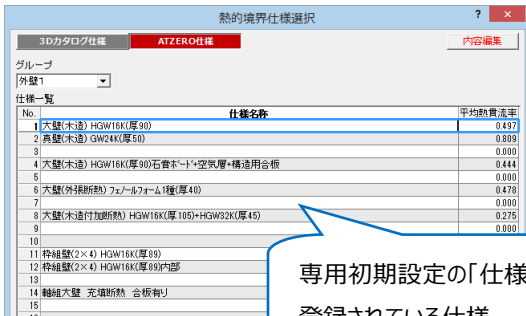 熱的境界仕様選択 ? ×
3Dカタログ仕様 ATZERO仕様 内容編集
グループ
外壁1
仕様一覧
No. 仕様名称 平均熱貫流率
1 大壁(木造) HGW16K(厚90) 0.497
2 真壁(木造) GW24K(厚50) 0.809
3 0.000
4 大壁(木造) HGW16K(厚90)石膏ボード+空気層+構造用合板 0.444
5 0.000
6 大壁(外張断熱) フェノールフォーム1種(厚40) 0.478
7 0.000
8 大壁(木造付加断熱) HGW16K(厚105)+HGW32K(厚45) 0.275
9 0.000
10
11 枠組壁(2×4) HGW16K(厚89)
12 枠組壁(2×4) HGW16K(厚89)内部
13
14 軸組大壁 充填断熱 合板有り
15
専用初期設定の「仕様
登録されている仕様